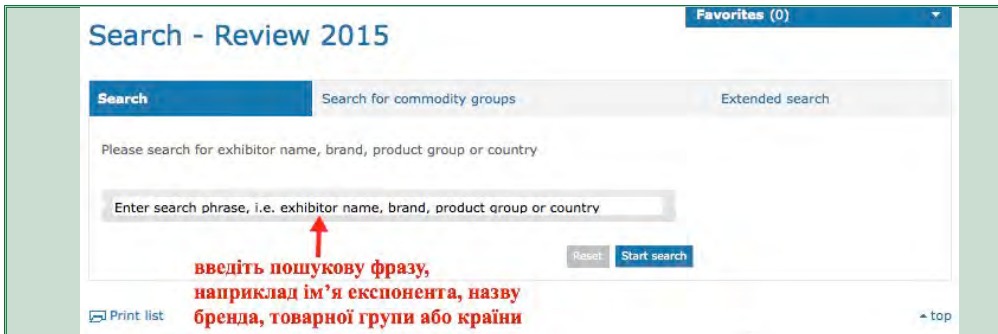 Favorites (0)
Search - Review 2015
Search
Search for commodity groups
Extended search
Please search for exhibitor name, brand, product group or country
Enter search phrase, i.e. exhibitor name, brand, product group or country
Reset
Start search
введіть пошукову фразу,
наприклад ім’я експонента, назву
бренда, товарної групи або країни
Print list
top